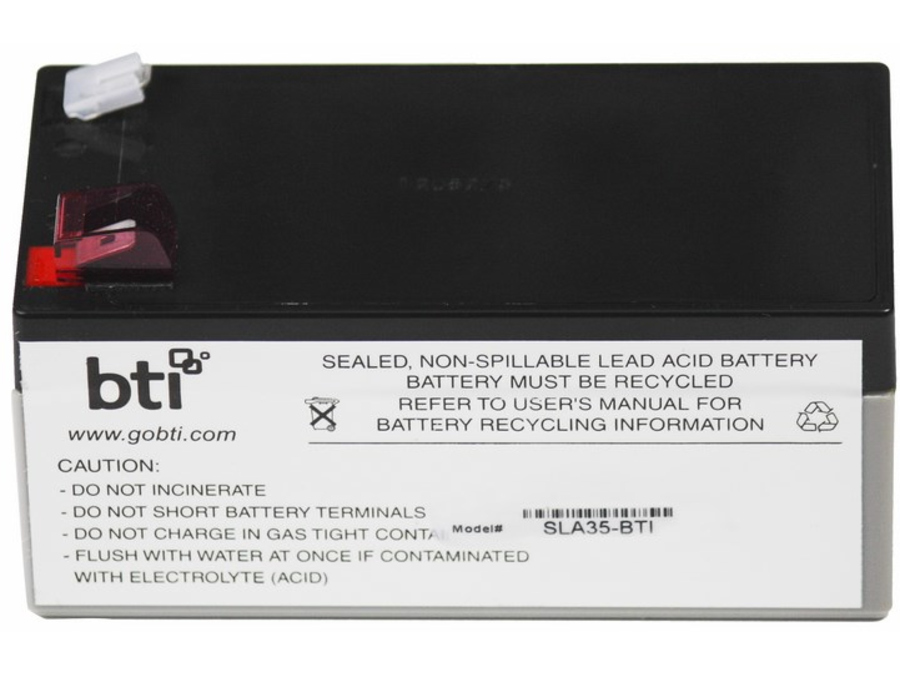 bti
www.gobti.com
SEALED, NON-SPILLABLE LEAD ACID BATTERY
BATTERY MUST BE RECYCLED
REFER TO USER'S MANUAL FOR
BATTERY RECYCLING INFORMATION
CAUTION:
- DO NOT INCINERATE
- DO NOT SHORT BATTERY TERMINALS
- DO NOT CHARGE IN GAS TIGHT CONTA
- FLUSH WITH WATER AT ONCE IF CONTAMINATED
WITH ELECTROLYTE (ACID)
Model# SLA35-BTI